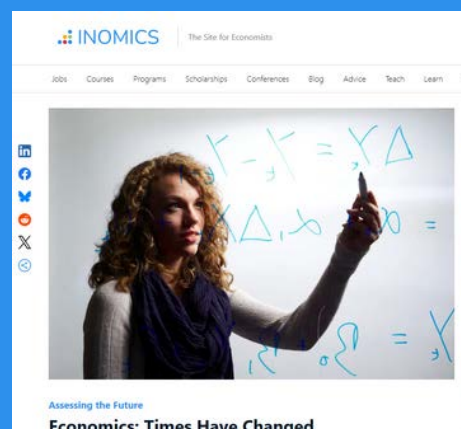 INOMICS
The Site for Economists
Jobs Courses Programs Scholarships Conferences Blog Advice Teach Learn
Assessing the Future
Economics: Times Have Changed